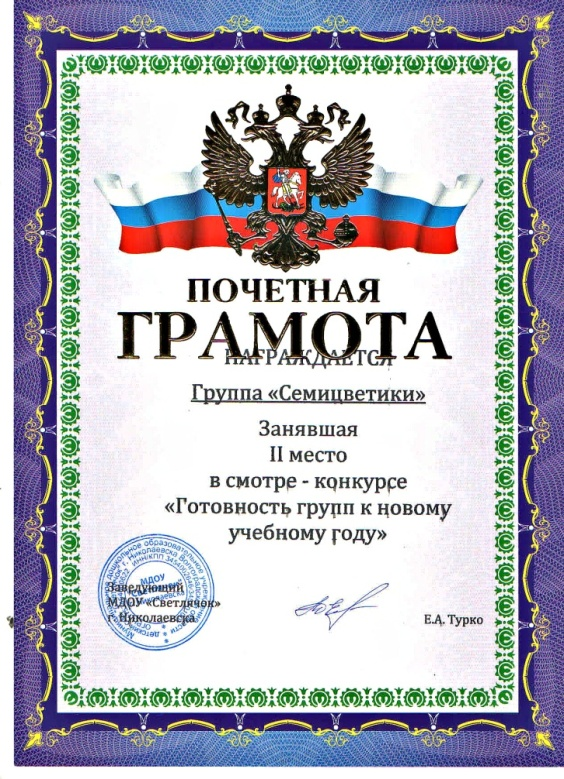 ПОЧЕТНАЯ
ГРАМОТА
НАГРАЖДАЕТСЯ
Группа «Семицветики»
Занявшая
II место
в смотре - конкурсе
«Готовность групп к новому
учебному году»
МДОУ
Заведующий
МДОУ «Светлячок»
г. Николаевска
Е.А. Турко